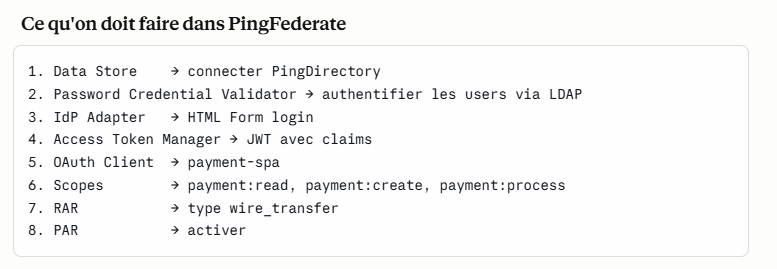 Ce qu'on doit faire dans PingFederate
1. Data Store → connecter PingDirectory
2. Password Credential Validator → authentifier les users via LDAP
3. IdP Adapter → HTML Form login
4. Access Token Manager → JWT avec claims
5. OAuth Client → payment-spa
6. Scopes → payment:read, payment:create, payment:process
7. RAR → type wire_transfer
8. PAR → activer